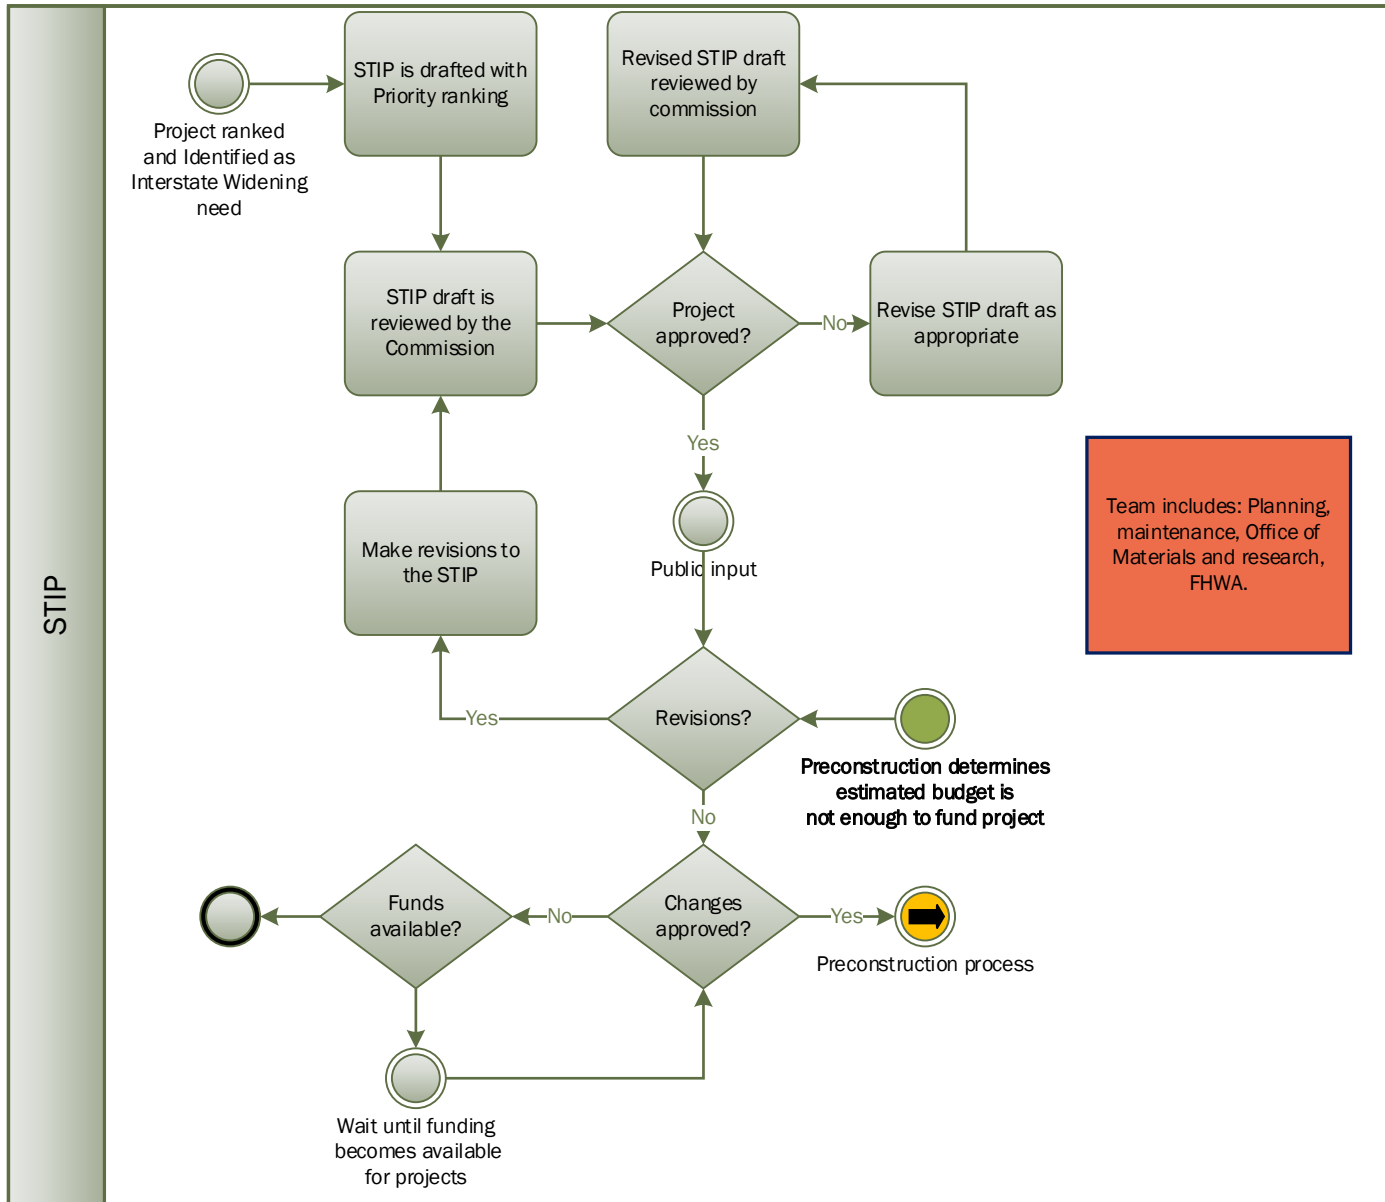 STIP
Project ranked
and Identified as
Interstate Widening
need
STIP is drafted with
Priority ranking
Revised STIP draft
reviewed by
commission
STIP draft is
reviewed by the
Commission
Project
approved?
No
Revise STIP draft as
appropriate
Yes
Public input
Make revisions to
the STIP
Team includes: Planning,
maintenance, Office of
Materials and research,
FHWA.
Yes
Revisions?
Preconstruction determines
estimated budget is
not enough to fund project
No
Funds
available?
No
Changes
approved?
Yes
Preconstruction process
Wait until funding
becomes available
for projects